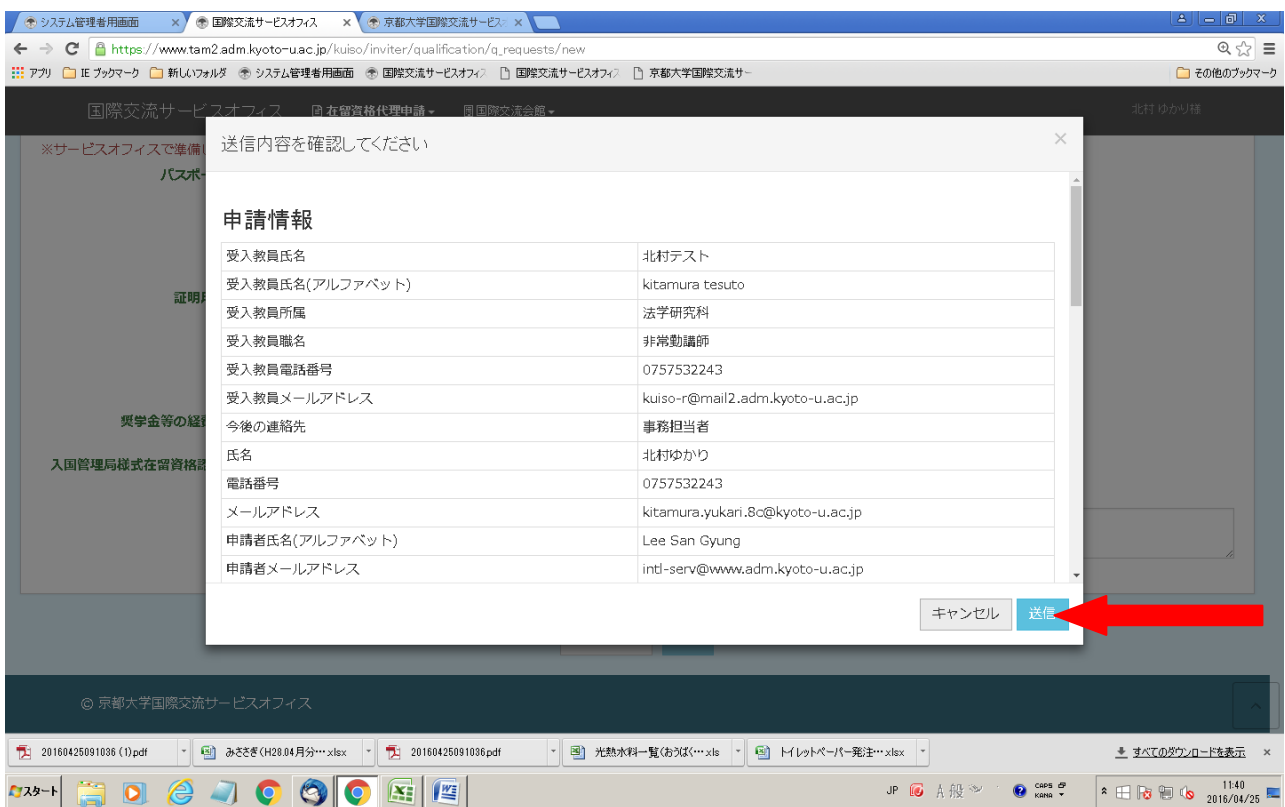 システム管理者用画面 ×
国際交流サービスオフィス ×
京都大学国際交流サービス ×
https://www.tam2.adm.kyoto-u.ac.jp/kuiso/inviter/qualification/q_requests/new
アプリ IE ブックマーク 新しいフォルダ システム管理者用画面 国際交流サービスオフィス 国際交流サービスオフィス 京都大学国際交流サー その他のブックマーク
国際交流サービスオフィス 在留資格代理申請 国際交流会館 北村 ゆかり様
送信内容を確認してください ×
※サービスオフィスで準備
パスポー
申請情報
受入教員氏名 北村テスト
受入教員氏名(アルファベット) kitamura tesuto
証明
受入教員所属 法学研究科
受入教員職名 非常勤講師
受入教員電話番号 0757532243
受入教員メールアドレス kuiso-r@mail2.adm.kyoto-u.ac.jp
奨学金等の経
今後の連絡先 事務担当者
氏名 北村ゆかり
入国管理局様式在留資格
電話番号 0757532243
メールアドレス kitamura.yukari.8c@kyoto-u.ac.jp
申請者氏名(アルファベット) Lee San Gyung
申請者メールアドレス intl-serv@www.adm.kyoto-u.ac.jp
キャンセル 送信
© 京都大学国際交流サービスオフィス
20160425091036 (1).pdf みささぎ(H28.04月分….xlsx 20160425091036.pdf 光熱水料一覧(おうばく….xls トイレットペーパー発注….xlsx すべてのダウンロードを表示 ×
スタート JP A 般 CAPS KANA 11:40
2016/04/25